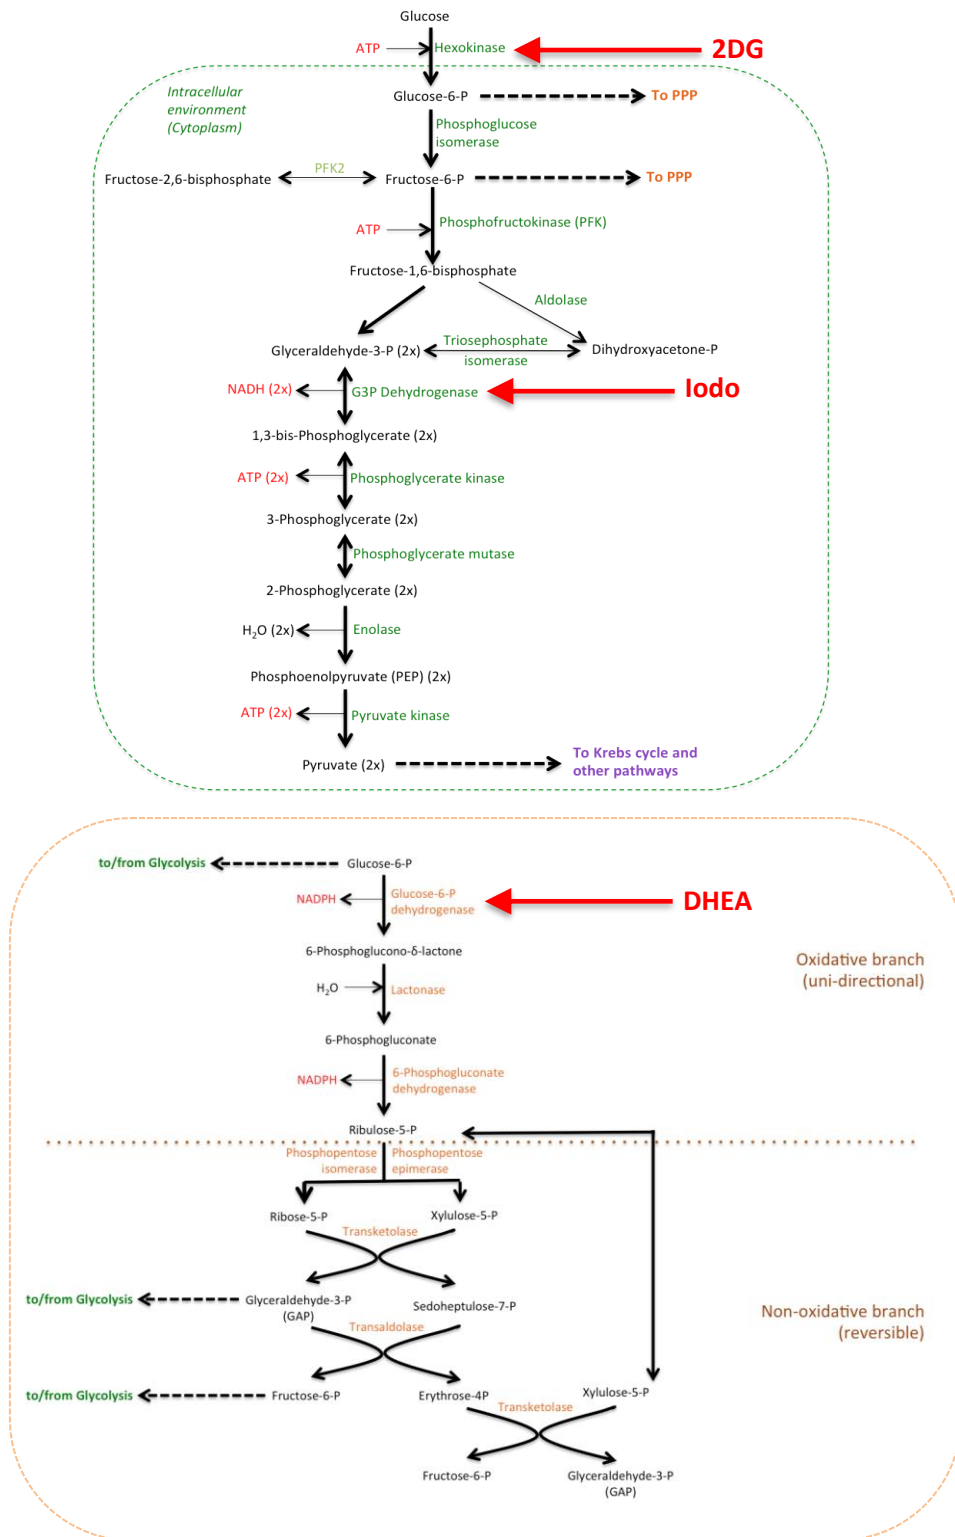 Glucose
ATP
Hexokinase
2DG
Intracellular
environment
(Cytoplasm)
Glucose-6-P
To PPP
Phosphoglucose
isomerase
Fructose-2,6-bisphosphate
PFK2
Fructose-6-P
To PPP
ATP
Phosphofructokinase (PFK)
Fructose-1,6-bisphosphate
Aldolase
Glyceraldehyde-3-P (2x)
Triosephosphate
isomerase
Dihydroxyacetone-P
NADH (2x)
G3P Dehydrogenase
Iodo
1,3-bis-Phosphoglycerate (2x)
ATP (2x)
Phosphoglycerate kinase
3-Phosphoglycerate (2x)
Phosphoglycerate mutase
2-Phosphoglycerate (2x)
H₂O (2x)
Enolase
Phosphoenolpyruvate (PEP) (2x)
ATP (2x)
Pyruvate kinase
Pyruvate (2x)
To Krebs cycle and
other pathways
to/from Glycolysis
Glucose-6-P
NADPH
Glucose-6-P
dehydrogenase
DHEA
6-Phosphoglucono-δ-lactone
Oxidative branch
(uni-directional)
H₂O
Lactonase
6-Phosphogluconate
NADPH
6-Phosphogluconate
dehydrogenase
Ribulose-5-P
Phosphopentose
isomerase
Phosphopentose
epimerase
Ribose-5-P
Xylulose-5-P
Transketolase
to/from Glycolysis
Glyceraldehyde-3-P
(GAP)
Sedoheptulose-7-P
Non-oxidative branch
(reversible)
Transaldolase
to/from Glycolysis
Fructose-6-P
Erythrose-4P
Xylulose-5-P
Transketolase
Fructose-6-P
Glyceraldehyde-3-P
(GAP)